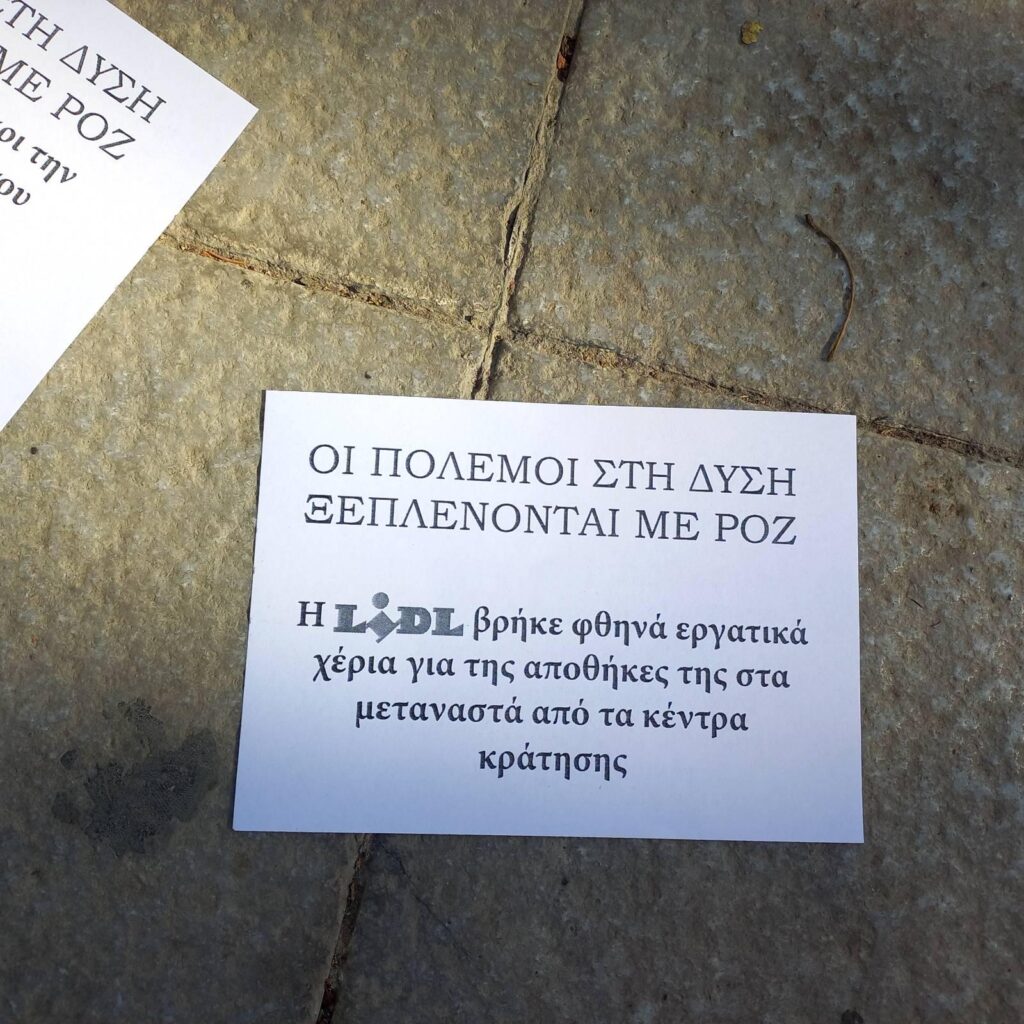 ΣΤΗ ΔΥΣΗ
ΜΕ ΡΟΖ
την
ΟΙ ΠΟΛΕΜΟΙ ΣΤΗ ΔΥΣΗ
ΞΕΠΛΕΝΟΝΤΑΙ ΜΕ ΡΟΖ
Η LIDL βρήκε φθηνά εργατικά
χέρια για της αποθήκες της στα
μεταναστά από τα κέντρα
κράτησης